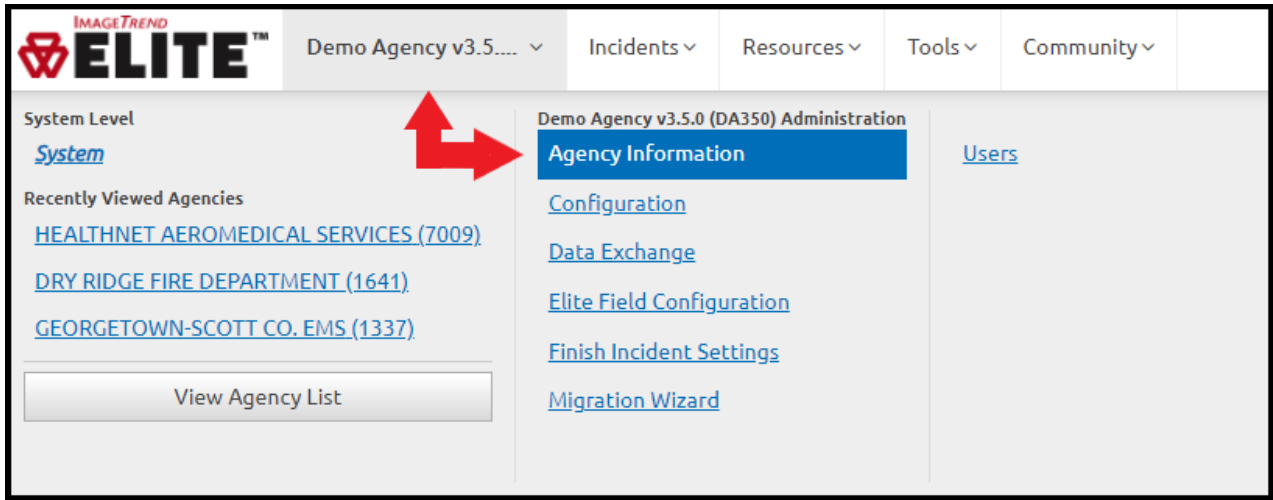 IMAGETREND
ELITE™
Demo Agency v3.5.... Incidents Resources Tools Community
System Level
System
Recently Viewed Agencies
HEALTHNET AEROMEDICAL SERVICES (7009)
DRY RIDGE FIRE DEPARTMENT (1641)
GEORGETOWN-SCOTT CO. EMS (1337)
View Agency List
Demo Agency v3.5.0 (DA350) Administration
Agency Information
Configuration
Data Exchange
Elite Field Configuration
Finish Incident Settings
Migration Wizard
Users